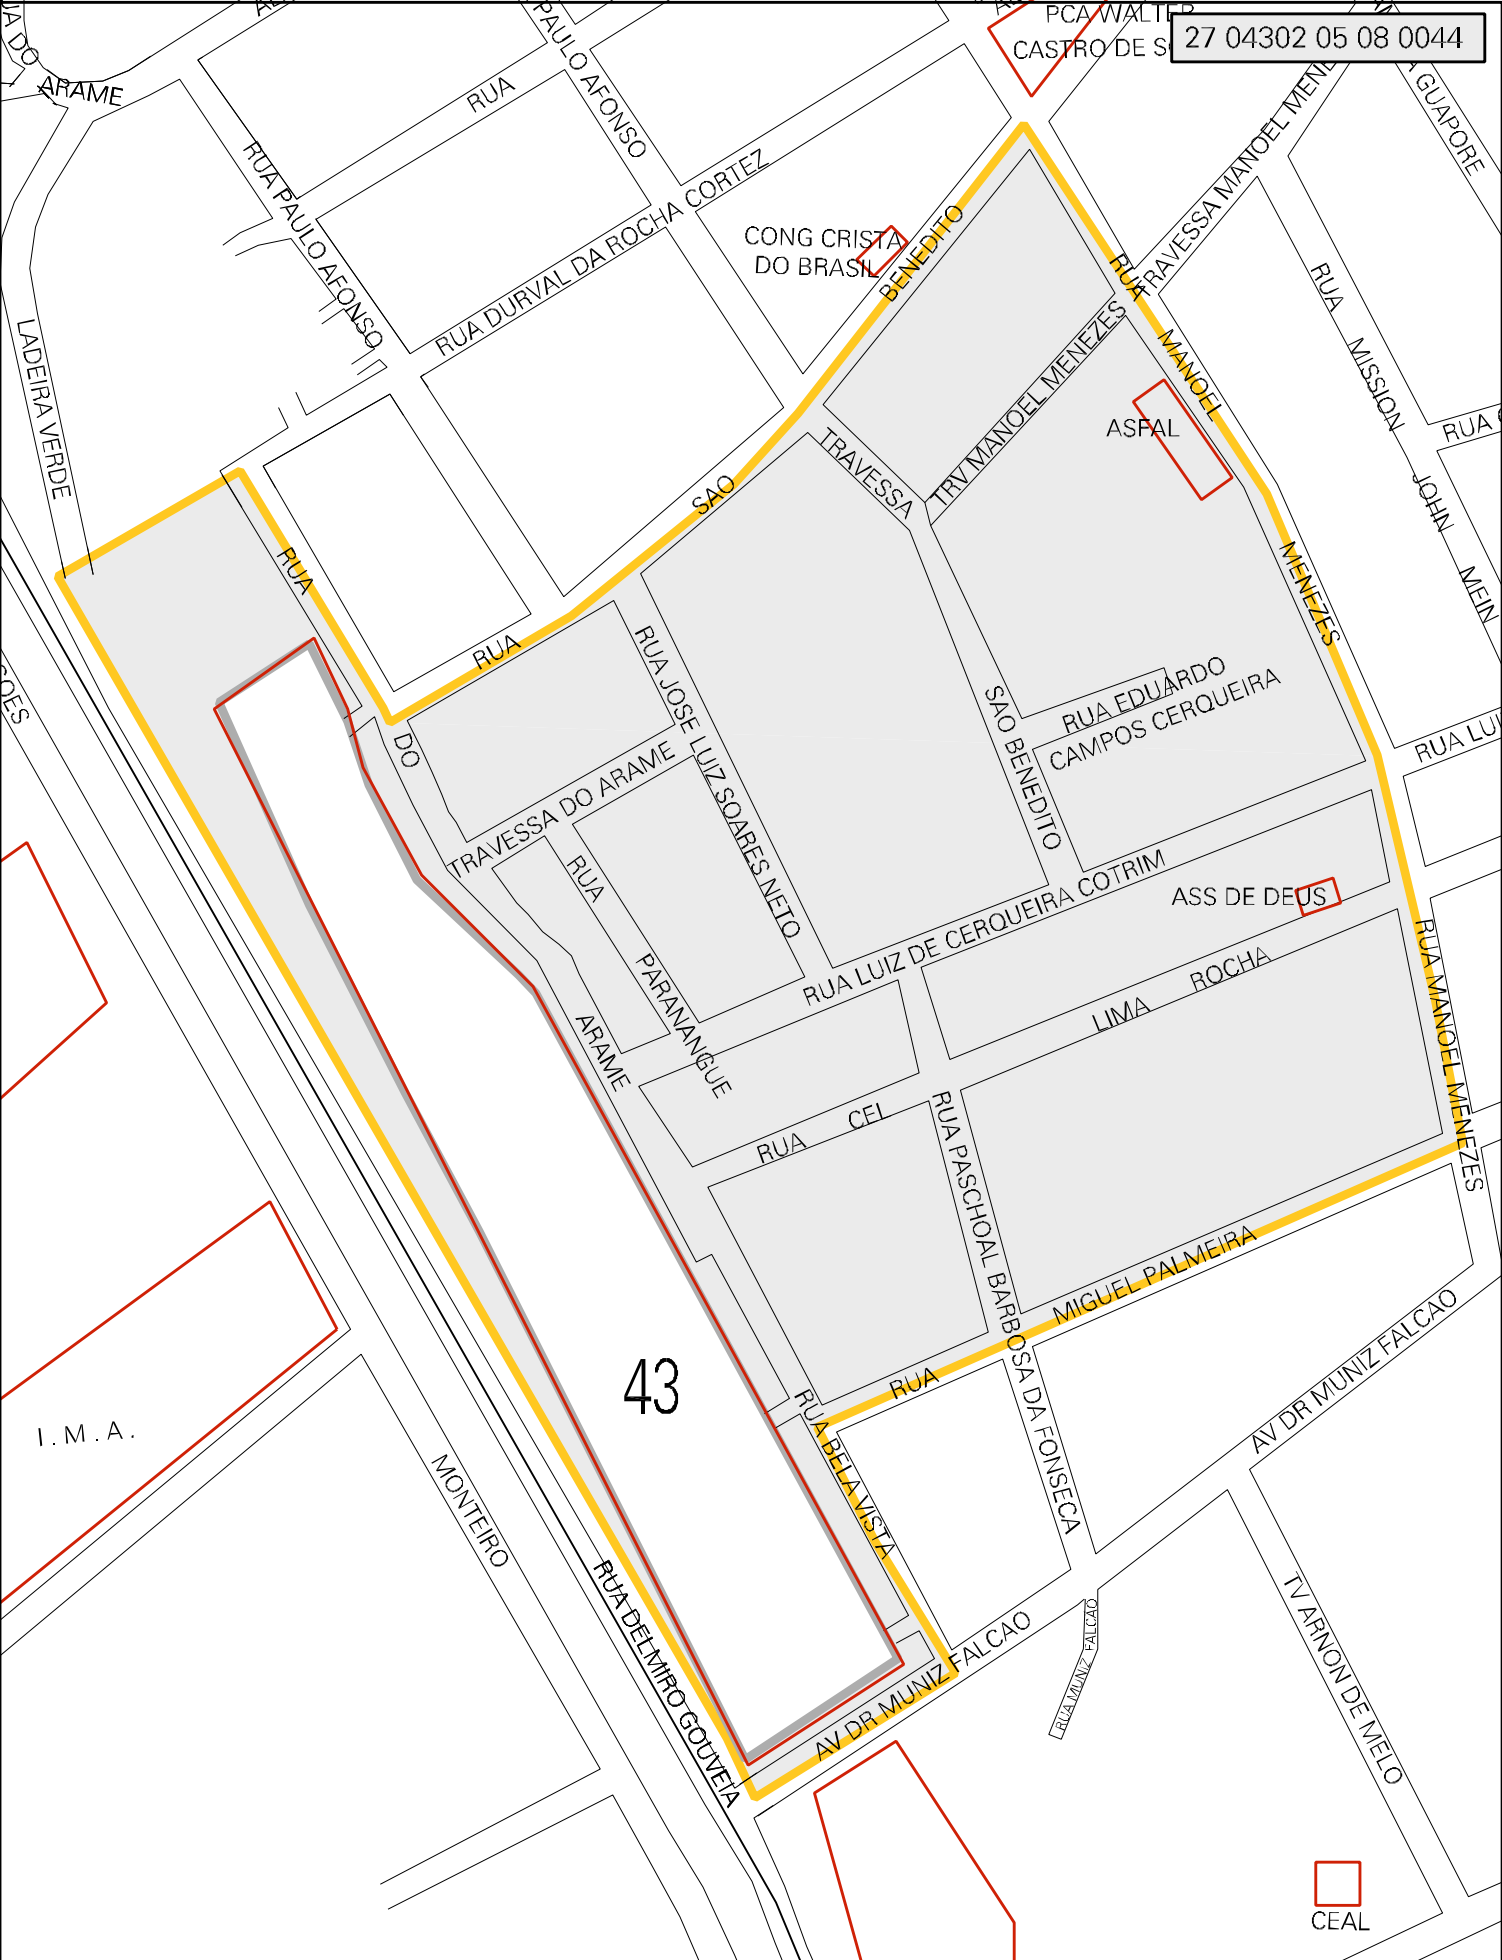 PCA WALTER
27 04302 05 08 0044
CASTRO DE
ARAME
RUA
PAULO AFONSO
GUAPORE
RUA PAULO AFONSO
RUA DURVAL DA ROCHA CORTEZ
TRAVESSA MANOEL
CONG CRISTA
DO BRASIL
BENEDITO
RUA
RUA
MISSION
JOHN
MEIN
LADEIRA VERDE
MANOEL
TRV MANOEL MENEZES
ASFAL
RUA
TRAVESSA
SAO
RUA
MENEZES
RUA
RUA JOSE LUIZ SOARES NETO
RUA EDUARDO
CAMPOS CERQUEIRA
SAO BENEDITO
DO
RUA
TRAVESSA DO ARAME
RUA
PARANANGUE
RUA LUIZ DE CERQUEIRA COTRIM
ASS DE DEUS
RUA MANOEL MENEZES
ARAME
RUA
CEL
LIMA
ROCHA
RUA PASCHOAL BARBOSA DA FONSECA
RUA
MIGUEL PALMEIRA
AV DR MUNIZ FALCAO
43
RUA BELA VISTA
I.M.A.
MONTEIRO
RUA DELMIRO GOUVEIA
AV DR MUNIZ FALCAO
RUA MUNIZ FALCAO
TV ARNON DE MELO
CEAL